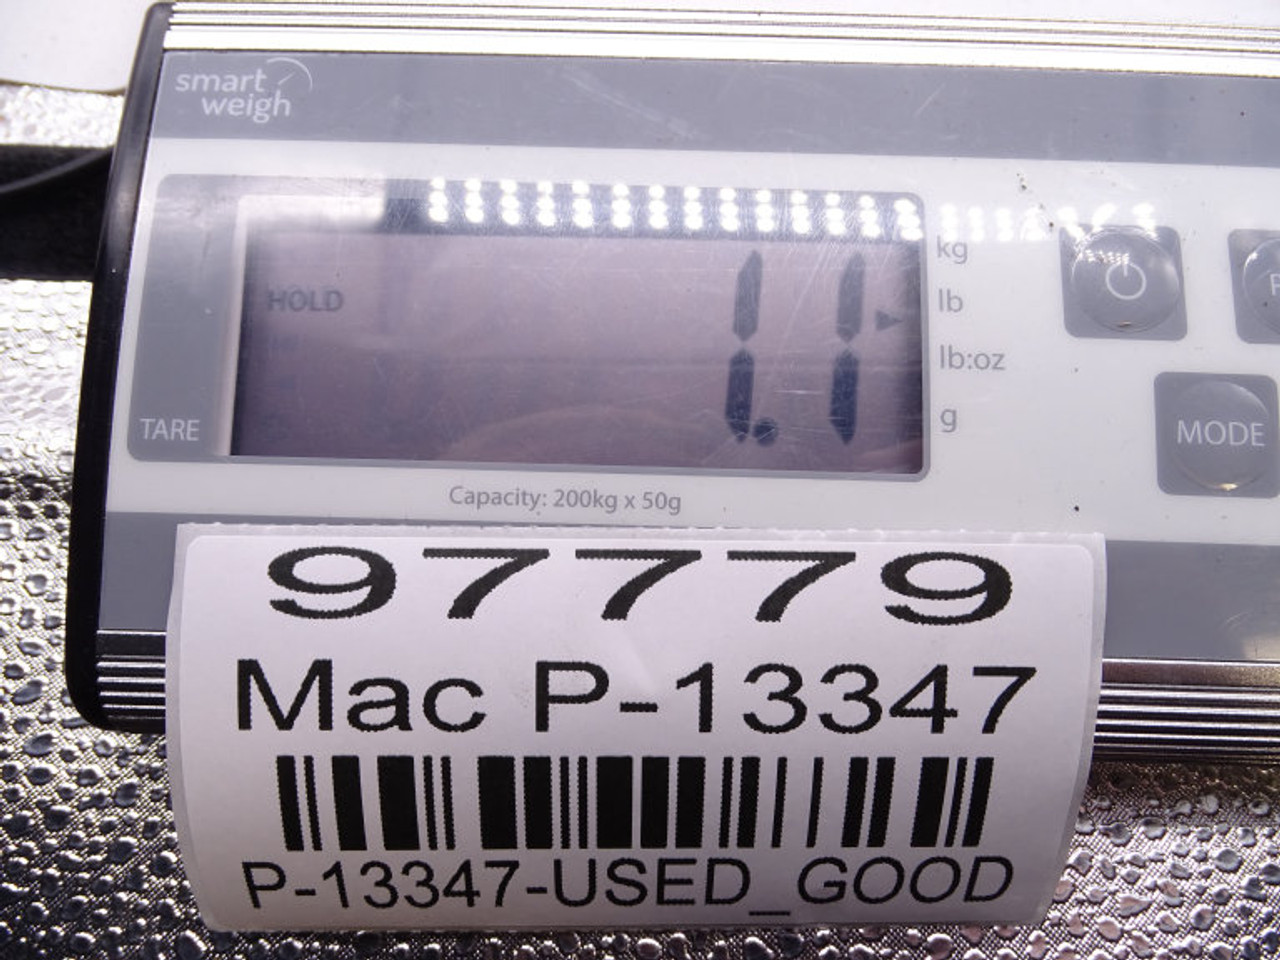 smart
weigh
HOLD
1.1
kg
lb
lb:oz
g
TARE
MODE
Capacity: 200kg x 50g
97779
Mac P-13347
P-13347-USED_GOOD